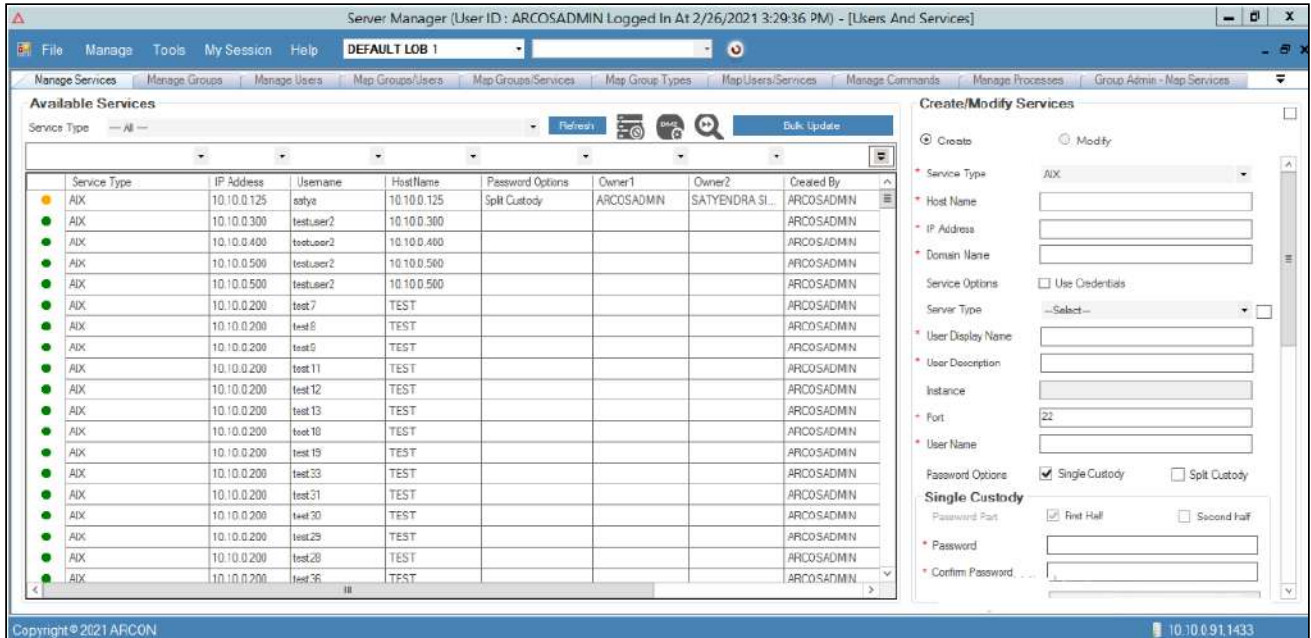 Server Manager (User ID : ARCOSADMIN Logged In At 2/26/2021 3:29:36 PM) - [Users And Services]
File Manage Tools My Session Help DEFAULT LOB 1
Manage Services Manage Groups Manage Users Map Groups/Users Map Groups/Services Map Group Types Map Users/Services Manage Commands Manage Processes Group Admin - Map Services
Available Services
Service Type --- All --- Refresh Bulk Update
Service Type IP Address Username HostName Password Options Owner1 Owner2 Created By
AIX 10.10.0.125 satya 10.10.0.125 Split Custody ARCOSADMIN SATYENDRA SI... ARCOSADMIN
AIX 10.10.0.300 testuser2 10.10.0.300 ARCOSADMIN
AIX 10.10.0.400 testuser2 10.10.0.400 ARCOSADMIN
AIX 10.10.0.500 testuser2 10.10.0.500 ARCOSADMIN
AIX 10.10.0.500 testuser2 10.10.0.500 ARCOSADMIN
AIX 10.10.0.200 test7 TEST ARCOSADMIN
AIX 10.10.0.200 test8 TEST ARCOSADMIN
AIX 10.10.0.200 test9 TEST ARCOSADMIN
AIX 10.10.0.200 test11 TEST ARCOSADMIN
AIX 10.10.0.200 test12 TEST ARCOSADMIN
AIX 10.10.0.200 test13 TEST ARCOSADMIN
AIX 10.10.0.200 test18 TEST ARCOSADMIN
AIX 10.10.0.200 test19 TEST ARCOSADMIN
AIX 10.10.0.200 test33 TEST ARCOSADMIN
AIX 10.10.0.200 test31 TEST ARCOSADMIN
AIX 10.10.0.200 test30 TEST ARCOSADMIN
AIX 10.10.0.200 test29 TEST ARCOSADMIN
AIX 10.10.0.200 test28 TEST ARCOSADMIN
AIX 10.10.0.200 test36 TEST ARCOSADMIN
Create/Modify Services
Create Modify
* Service Type AIX
* Host Name
* IP Address
* Domain Name
Service Options Use Credentials
Server Type ---Select---
* User Display Name
* User Description
Instance
* Port 22
* User Name
Password Options Single Custody Split Custody
Single Custody
Password Part First Half Second half
* Password
* Confirm Password
Copyright © 2021 ARCON 10.10.0.91,1433